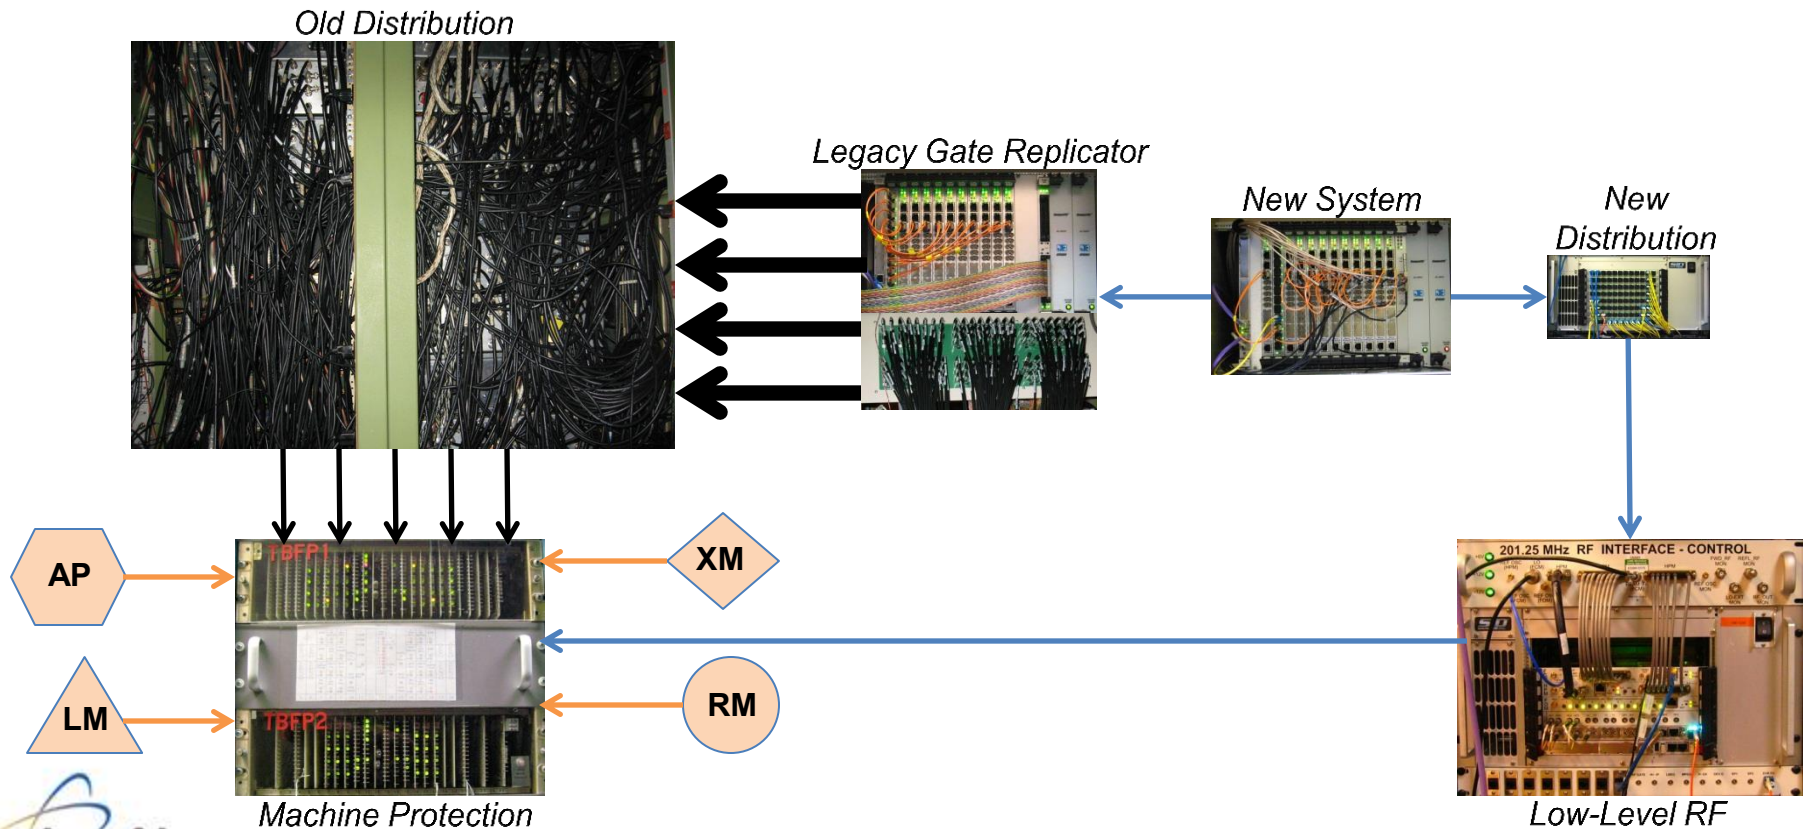 Old Distribution
Legacy Gate Replicator
New System
New
Distribution
AP
XM
LM
RM
TBFP1
TBFP2
201.25 MHz RF INTERFACE - CONTROL
Machine Protection
Low-Level RF